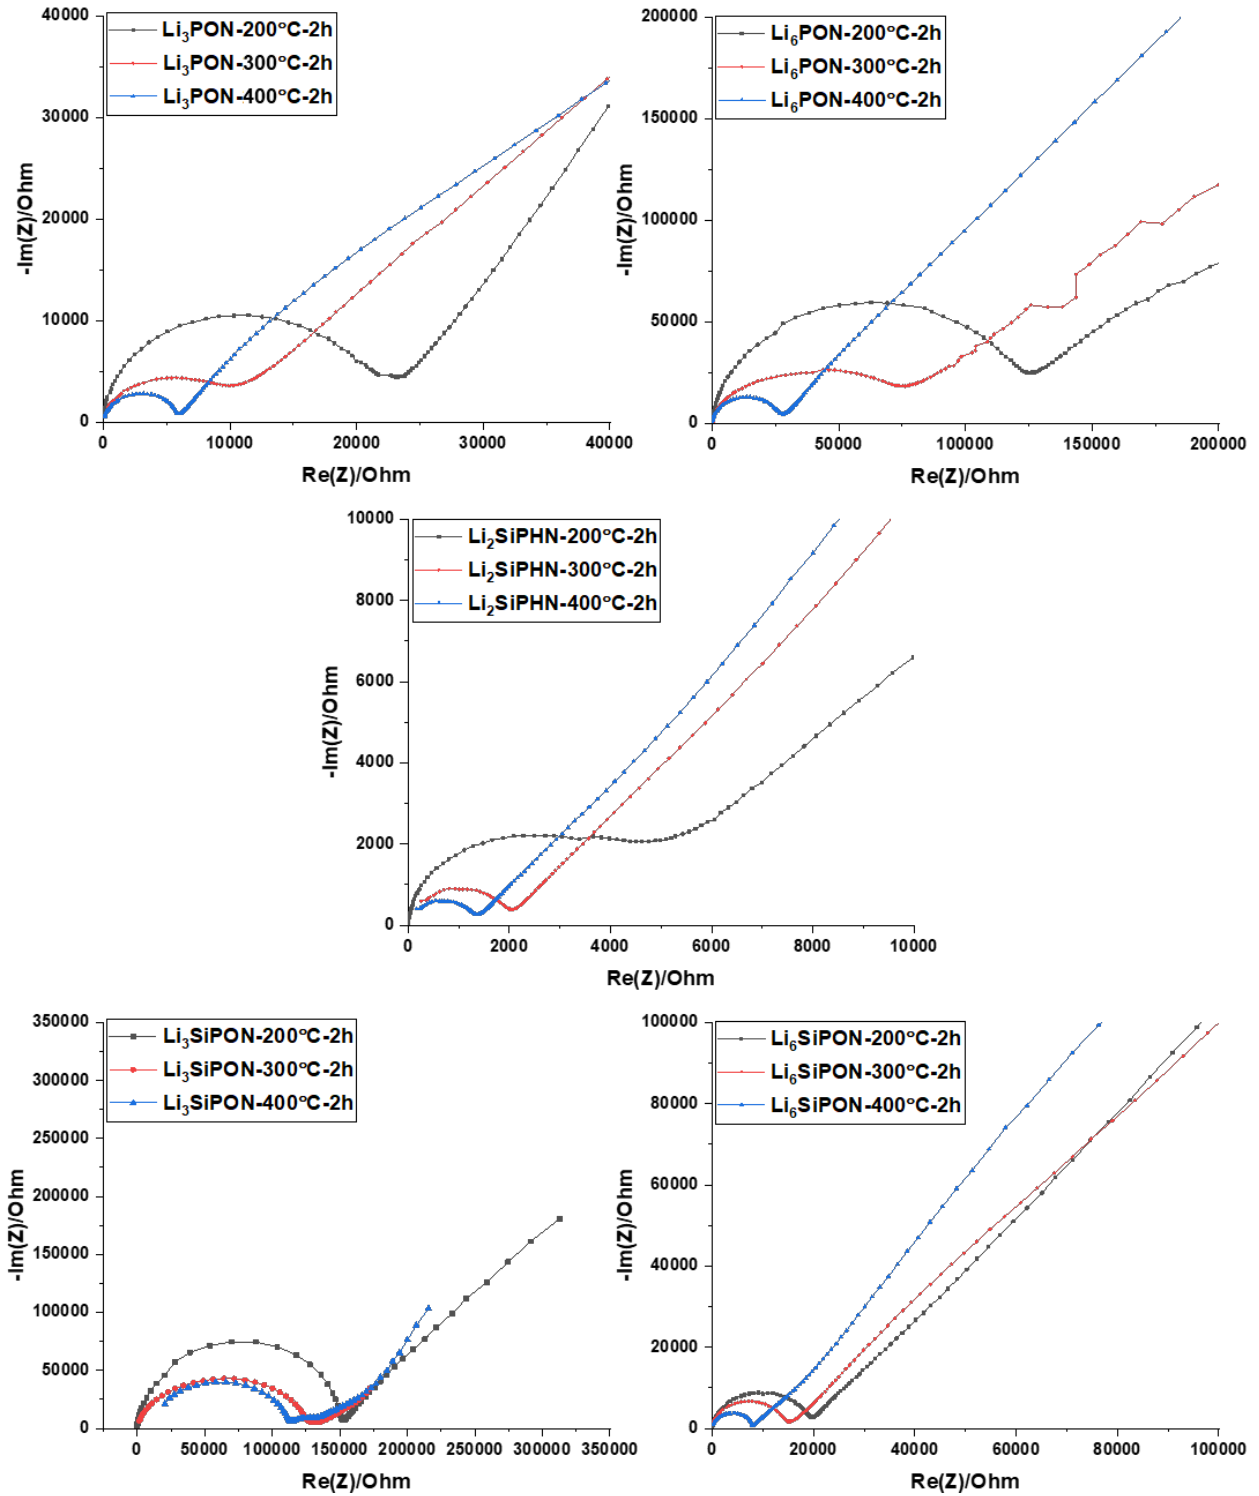 40000
30000
20000
10000
0
-Im(Z)/Ohm
Li₃PON-200°C-2h
Li₃PON-300°C-2h
Li₃PON-400°C-2h
0 10000 20000 30000 40000
Re(Z)/Ohm
200000
150000
100000
50000
0
-Im(Z)/Ohm
Li₆PON-200°C-2h
Li₆PON-300°C-2h
Li₆PON-400°C-2h
0 50000 100000 150000 200000
Re(Z)/Ohm
10000
8000
6000
4000
2000
0
-Im(Z)/Ohm
Li₂SiPHN-200°C-2h
Li₂SiPHN-300°C-2h
Li₂SiPHN-400°C-2h
0 2000 4000 6000 8000 10000
Re(Z)/Ohm
350000
300000
250000
200000
150000
100000
50000
0
-Im(Z)/Ohm
Li₃SiPON-200°C-2h
Li₃SiPON-300°C-2h
Li₃SiPON-400°C-2h
0 50000 100000 150000 200000 250000 300000 350000
Re(Z)/Ohm
100000
80000
60000
40000
20000
0
-Im(Z)/Ohm
Li₆SiPON-200°C-2h
Li₆SiPON-300°C-2h
Li₆SiPON-400°C-2h
0 20000 40000 60000 80000 100000
Re(Z)/Ohm